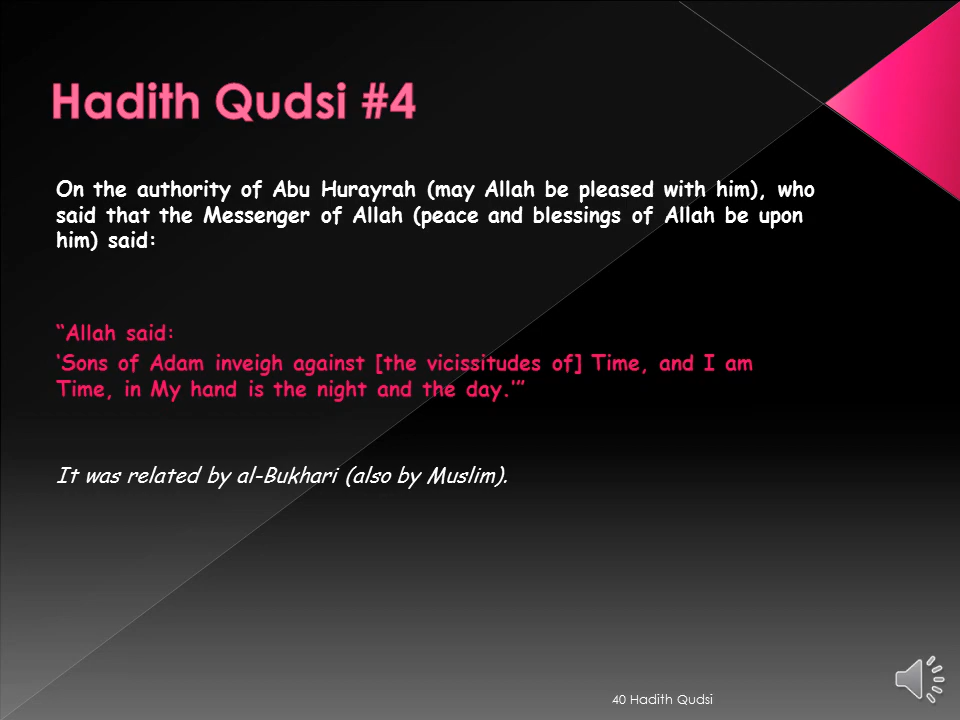 Hadith Qudsi #4
On the authority of Abu Hurayrah (may Allah be pleased with him), who
said that the Messenger of Allah (peace and blessings of Allah be upon
him) said:
“Allah said:
‘Sons of Adam inveigh against [the vicissitudes of] Time, and I am
Time, in My hand is the night and the day.'”
It was related by al-Bukhari (also by Muslim).
40 Hadith Qudsi